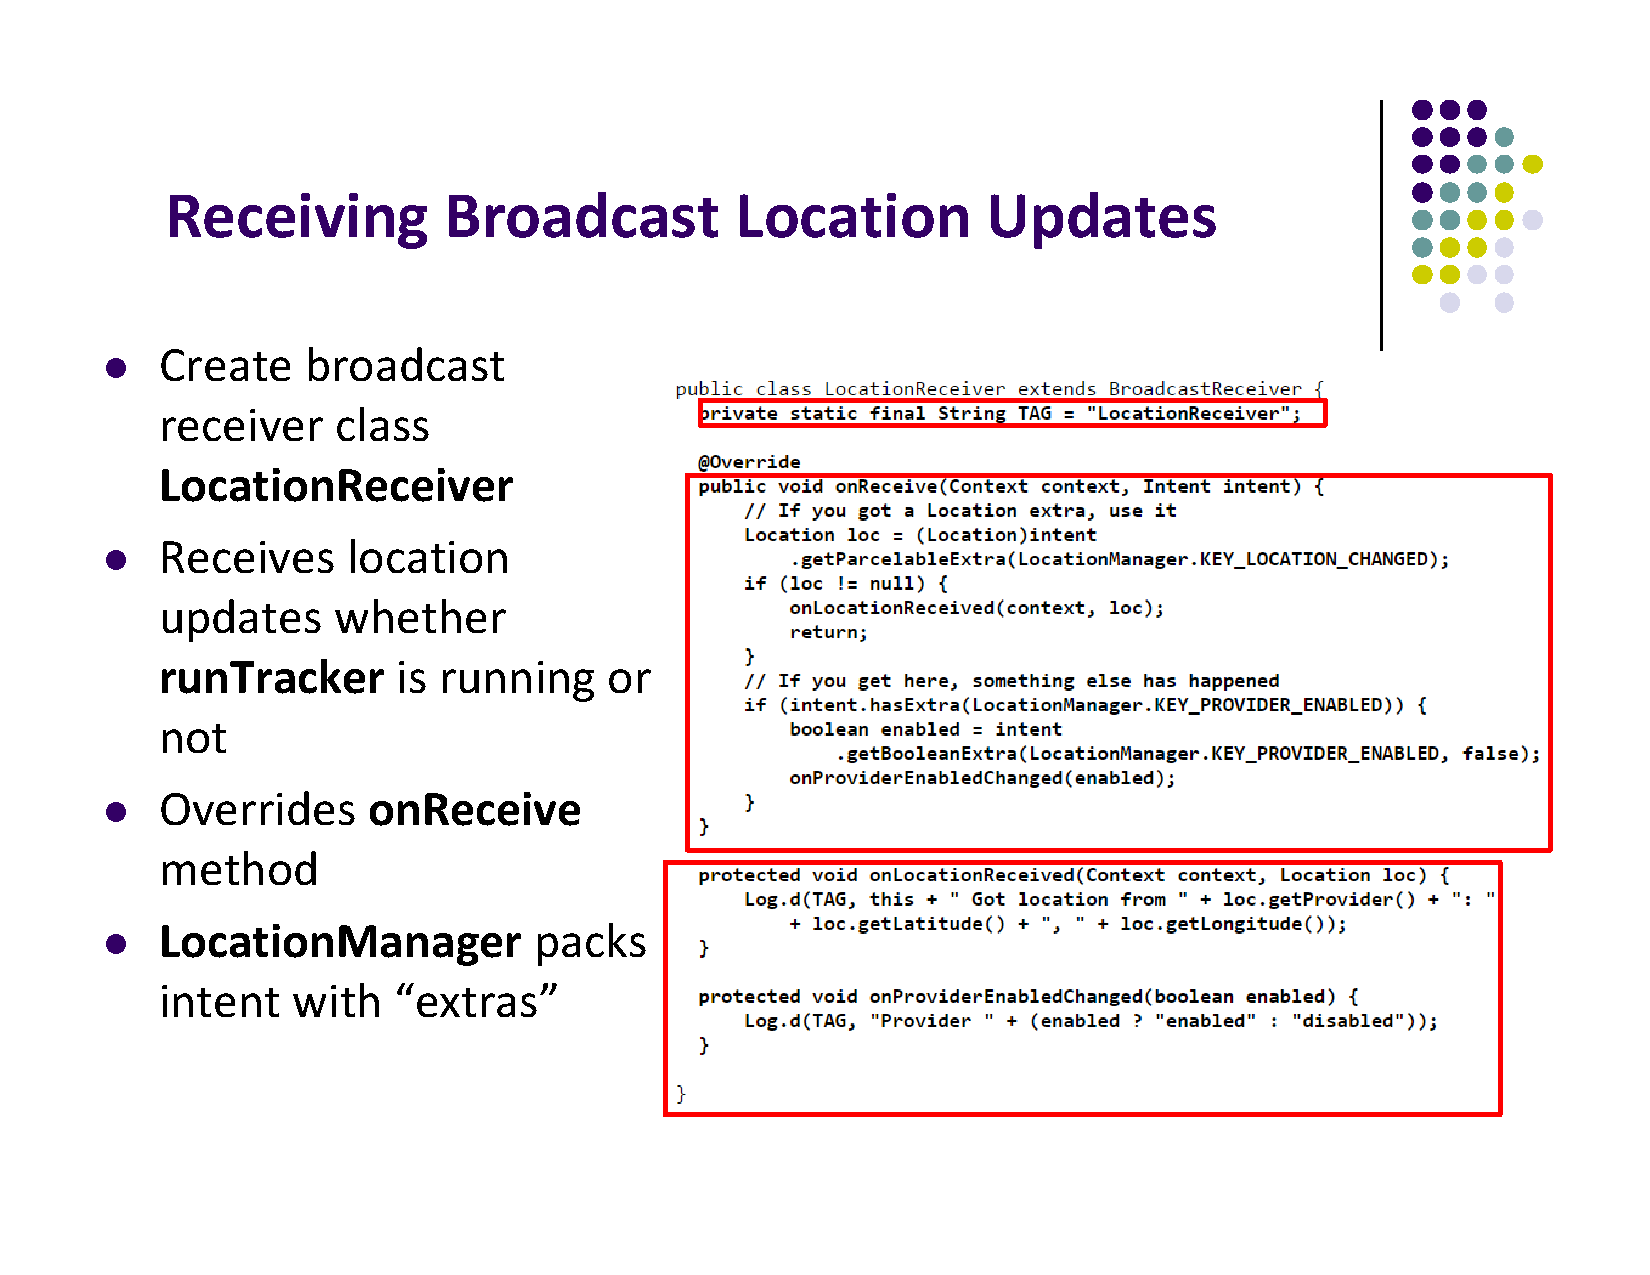 Receiving Broadcast Location Updates
Create broadcast
receiver class
LocationReceiver
Receives location
updates whether
runTracker is running or
not
Overrides onReceive
method
LocationManager packs
intent with “extras”
public class LocationReceiver extends BroadcastReceiver {
private static final String TAG = "LocationReceiver";
@Override
public void onReceive(Context context, Intent intent) {
// If you got a Location extra, use it
Location loc = (Location)intent
.getParcelableExtra(LocationManager.KEY_LOCATION_CHANGED);
if (loc != null) {
onLocationReceived(context, loc);
return;
}
// If you get here, something else has happened
if (intent.hasExtra(LocationManager.KEY_PROVIDER_ENABLED)) {
boolean enabled = intent
.getBooleanExtra(LocationManager.KEY_PROVIDER_ENABLED, false);
onProviderEnabledChanged(enabled);
}
}
protected void onLocationReceived(Context context, Location loc) {
Log.d(TAG, this + " Got location from " + loc.getProvider() + ": "
+ loc.getLatitude() + ", " + loc.getLongitude());
}
protected void onProviderEnabledChanged(boolean enabled) {
Log.d(TAG, "Provider " + (enabled ? "enabled" : "disabled"));
}
}